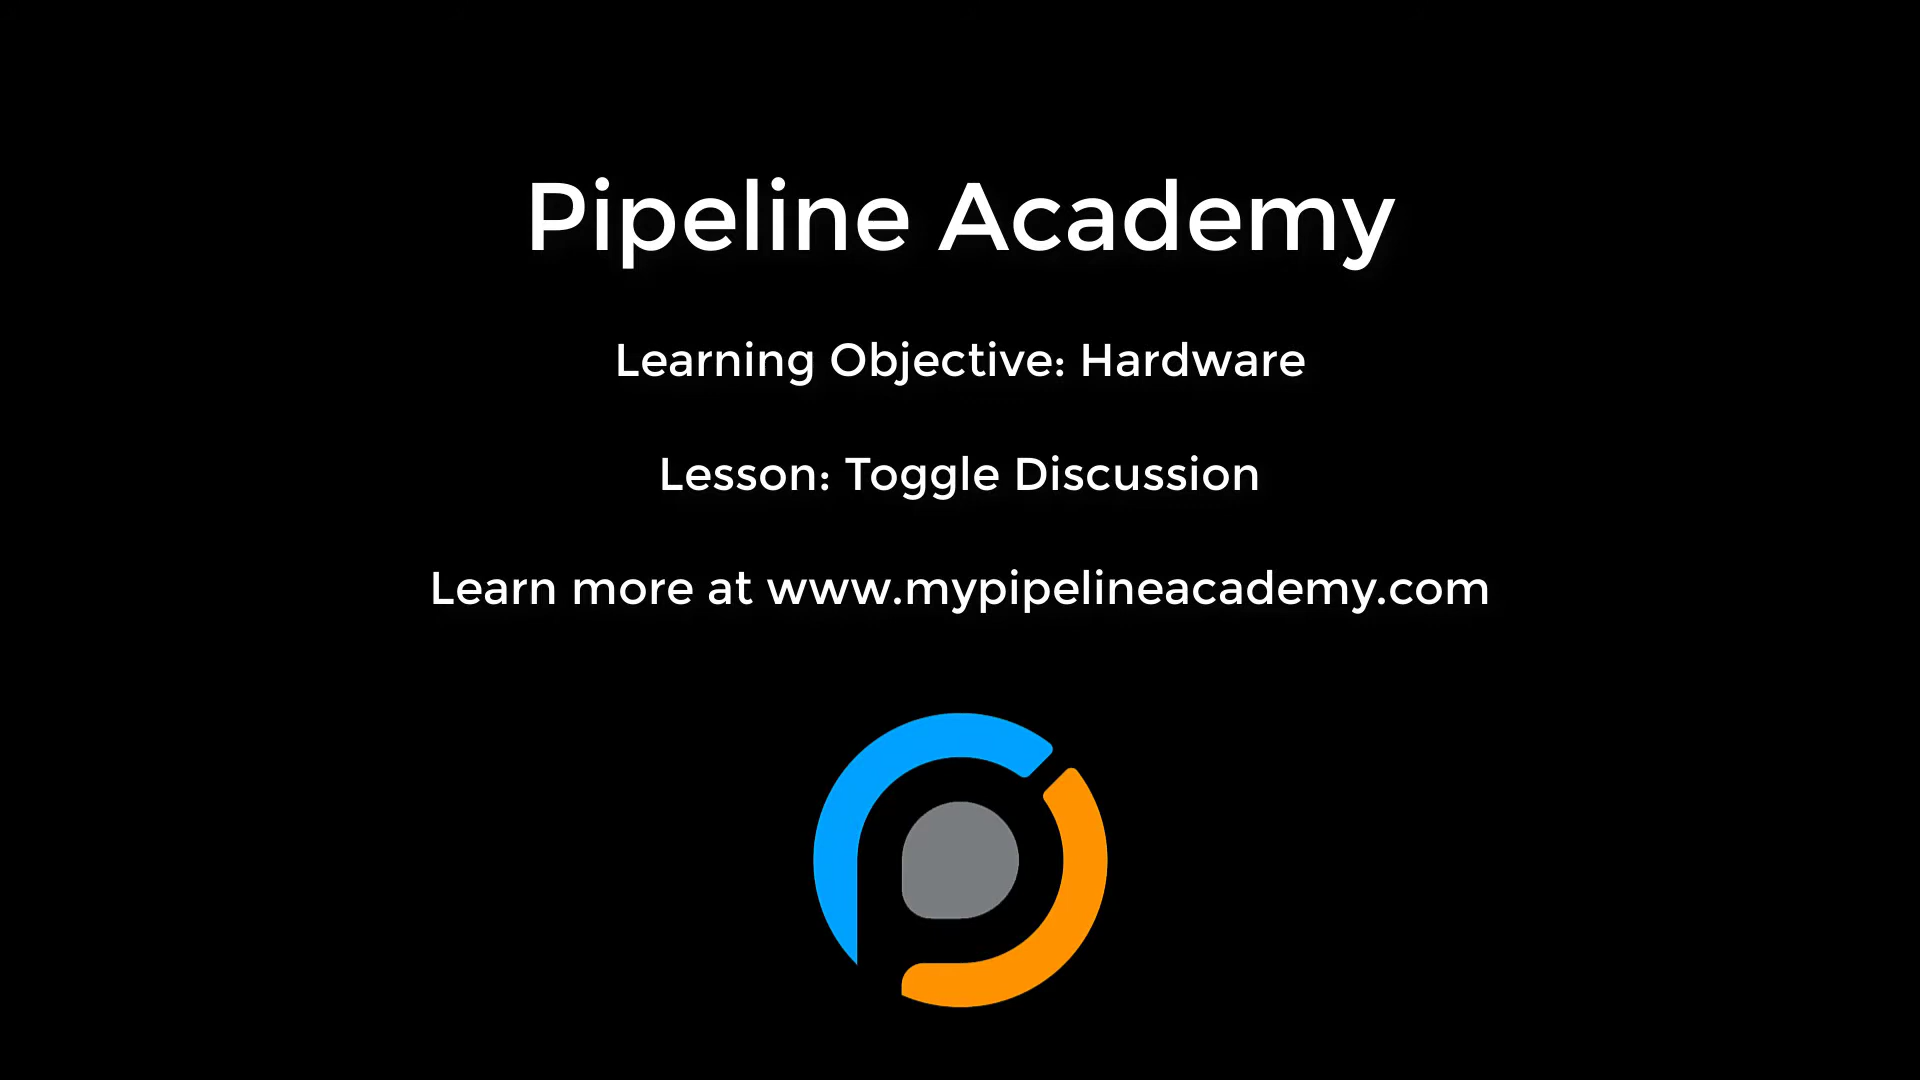 Pipeline Academy
Learning Objective: Hardware
Lesson: Toggle Discussion
Learn more at www.mypipelineacademy.com